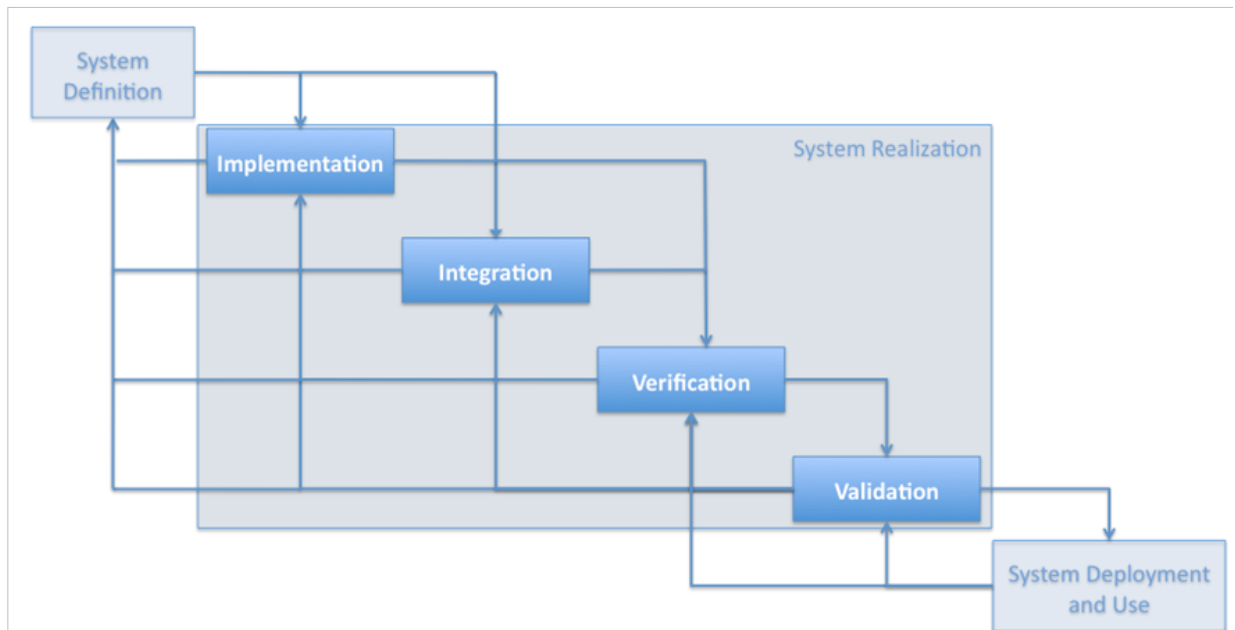 System
Definition
Implementation
System Realization
Integration
Verification
Validation
System Deployment
and Use